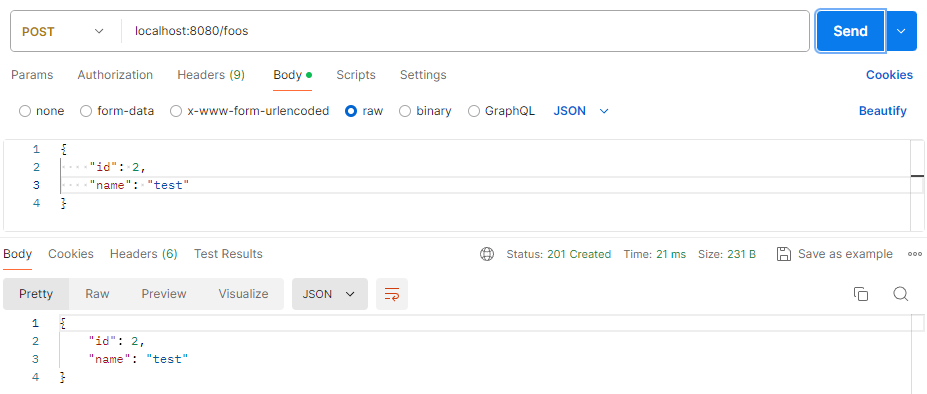 POST localhost:8080/foos Send
Params Authorization Headers (9) Body Scripts Settings Cookies
none form-data x-www-form-urlencoded raw binary GraphQL JSON Beautify
1 {
2 "id": 2,
3 "name": "test"
4 }
Body Cookies Headers (6) Test Results Status: 201 Created Time: 21 ms Size: 231 B Save as example
Pretty Raw Preview Visualize JSON
1 {
2 "id": 2,
3 "name": "test"
4 }